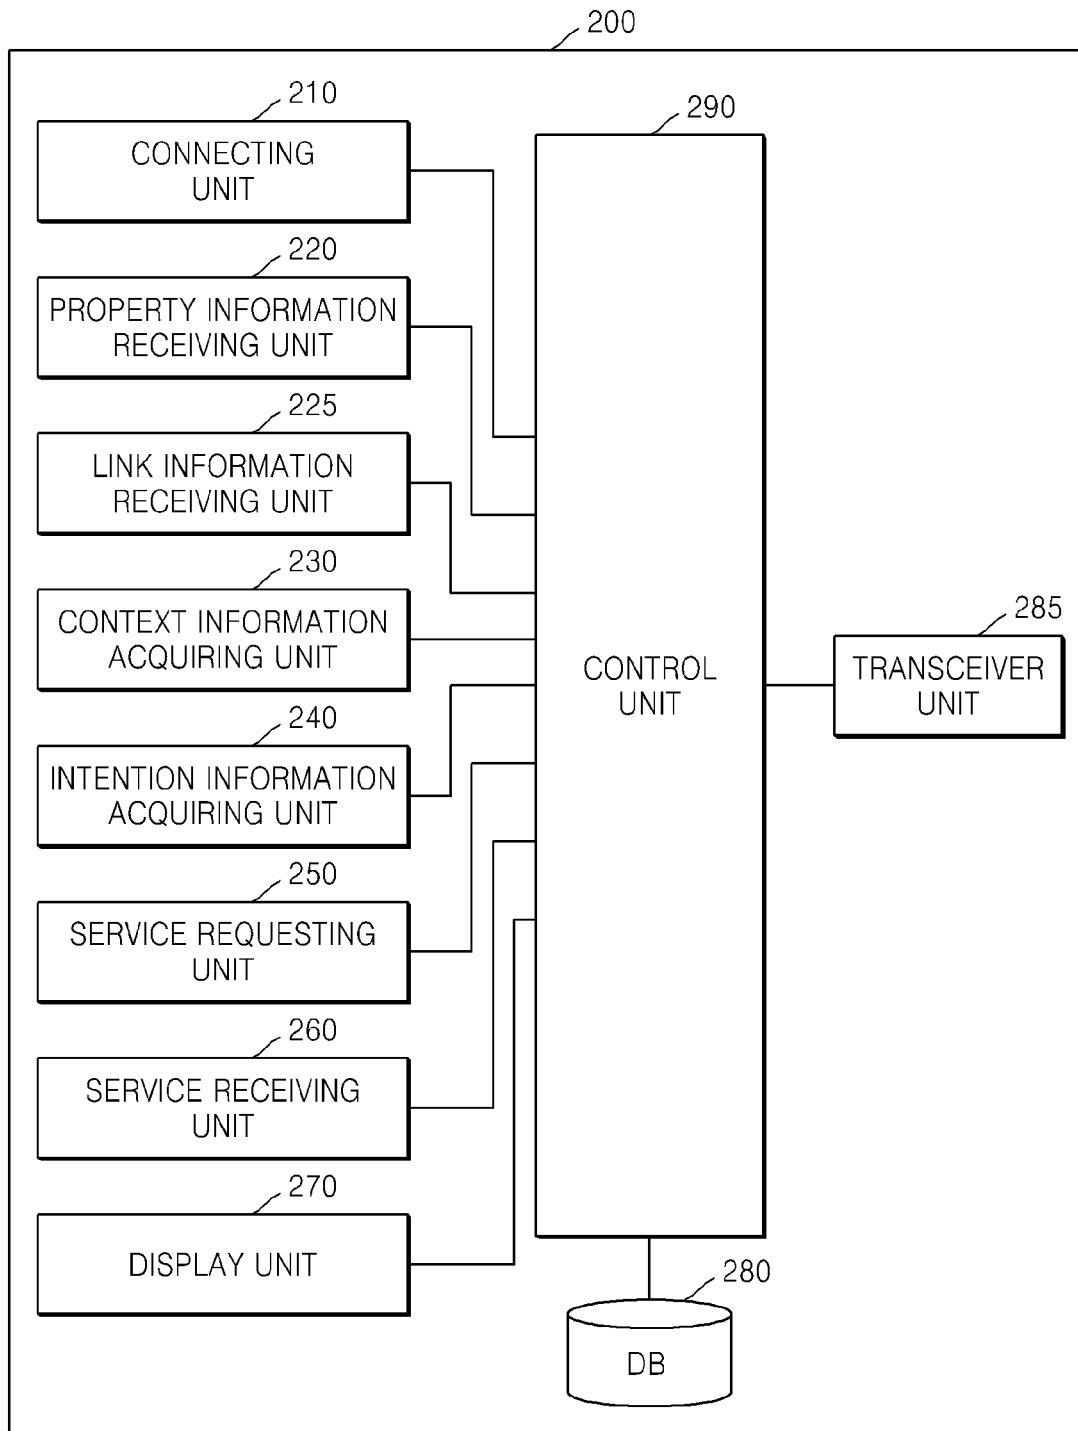 200
210
CONNECTING
UNIT
220
PROPERTY INFORMATION
RECEIVING UNIT
225
LINK INFORMATION
RECEIVING UNIT
230
CONTEXT INFORMATION
ACQUIRING UNIT
240
INTENTION INFORMATION
ACQUIRING UNIT
250
SERVICE REQUESTING
UNIT
260
SERVICE RECEIVING
UNIT
270
DISPLAY UNIT
290
CONTROL
UNIT
285
TRANSCEIVER
UNIT
280
DB